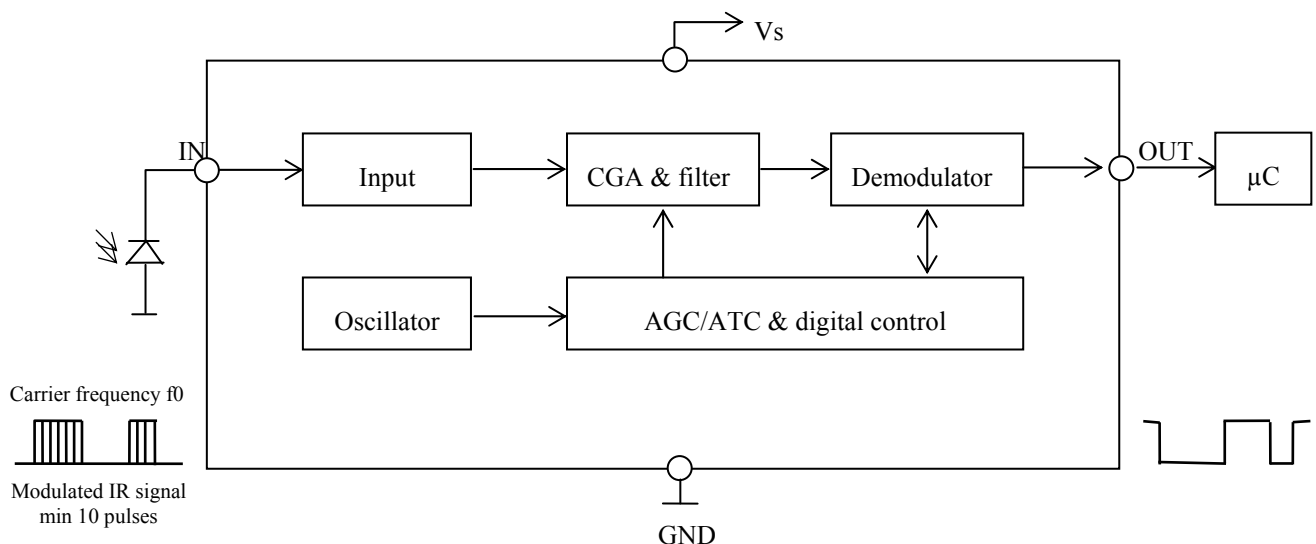 Vs
IN
Input
CGA & filter
Demodulator
OUT
µC
Oscillator
AGC/ATC & digital control
Carrier frequency f0
Modulated IR signal
min 10 pulses
GND